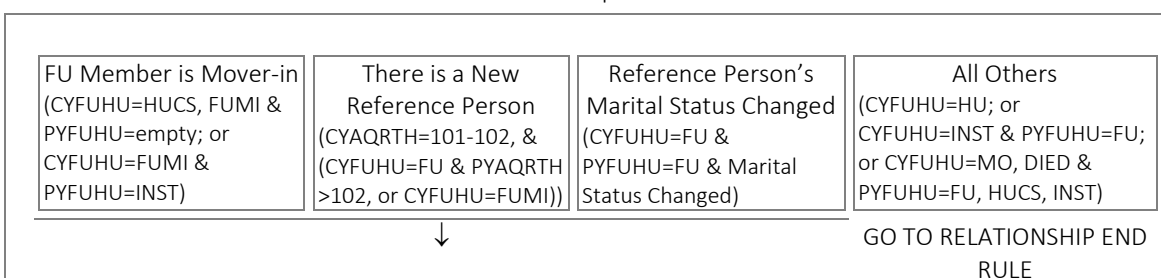 FU Member is Mover-in
(CYFUHU=HUCS, FUMI &
PYFUHU=empty; or
CYFUHU=FUMI &
PYFUHU=INST)
There is a New
Reference Person
(CYAQRTH=101-102, &
(CYFUHU=FU & PYAQRTH
>102, or CYFUHU=FUMI))
Reference Person's
Marital Status Changed
(CYFUHU=FU &
PYFUHU=FU & Marital
Status Changed)
All Others
(CYFUHU=HU; or
CYFUHU=INST & PYFUHU=FU;
or CYFUHU=MO, DIED &
PYFUHU=FU, HUCS, INST)
↓
GO TO RELATIONSHIP END
RULE